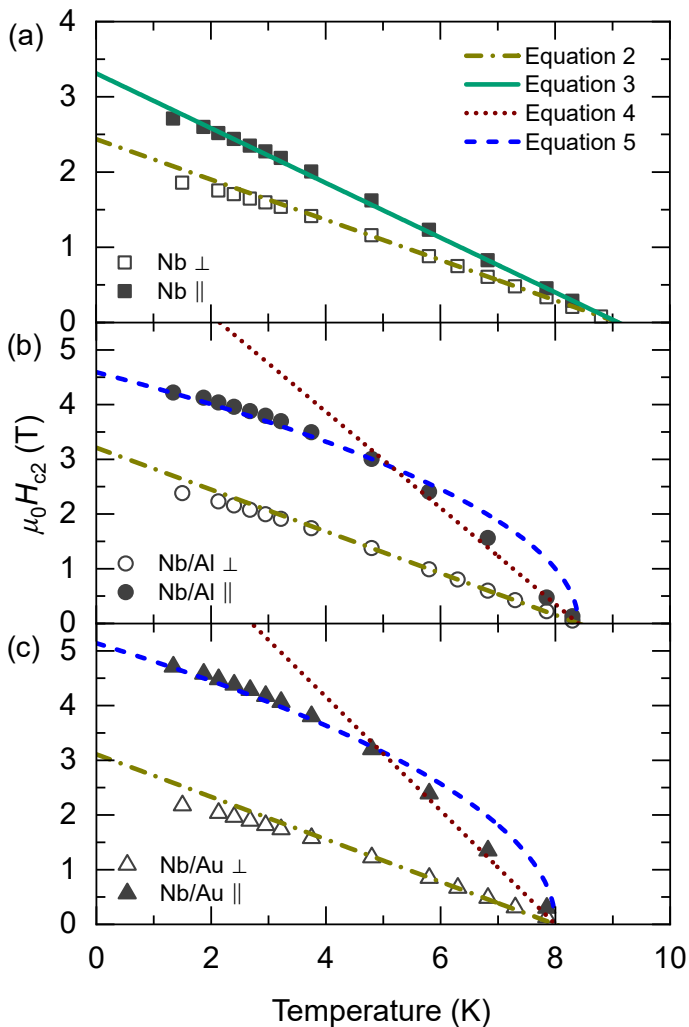 (a)
4
3
2
1
0
Equation 2
Equation 3
Equation 4
Equation 5
Nb ⊥
Nb ||
(b)
5
4
3
2
1
0
μ0Hc2 (T)
Nb/Al ⊥
Nb/Al ||
(c)
5
4
3
2
1
0
Nb/Au ⊥
Nb/Au ||
0 2 4 6 8 10
Temperature (K)